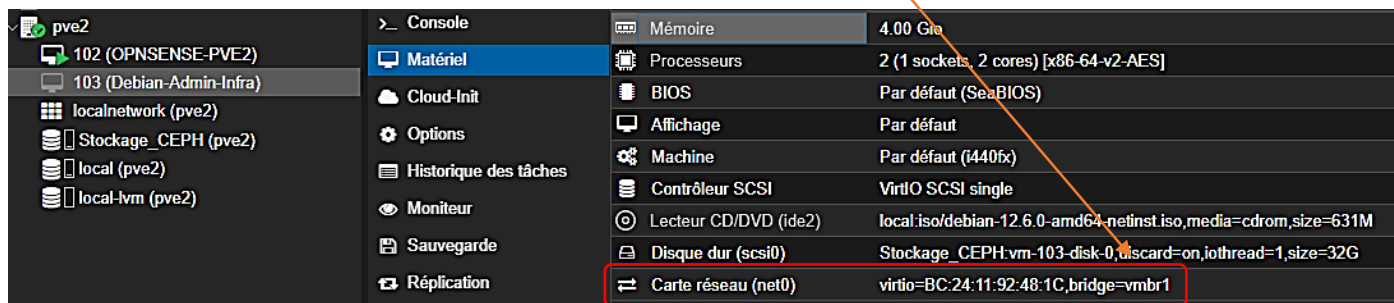 pve2
102 (OPNSENSE-PVE2)
103 (Debian-Admin-Infra)
localnetwork (pve2)
Stockage_CEPH (pve2)
local (pve2)
local-lvm (pve2)
>_ Console
Matériel
Cloud-Init
Options
Historique des tâches
Moniteur
Sauvegarde
Réplication
Mémoire 4.00 Gio
Processeurs 2 (1 sockets, 2 cores) [x86-64-v2-AES]
BIOS Par défaut (SeaBIOS)
Affichage Par défaut
Machine Par défaut (i440fx)
Contrôleur SCSI VirtIO SCSI single
Lecteur CD/DVD (ide2) local:iso/debian-12.6.0-amd64-netinst.iso,media=cdrom,size=631M
Disque dur (scsi0) Stockage_CEPH:vm-103-disk-0,discard=on,iothread=1,size=32G
Carte réseau (net0) virtio=BC:24:11:92:48:1C,bridge=vmbr1